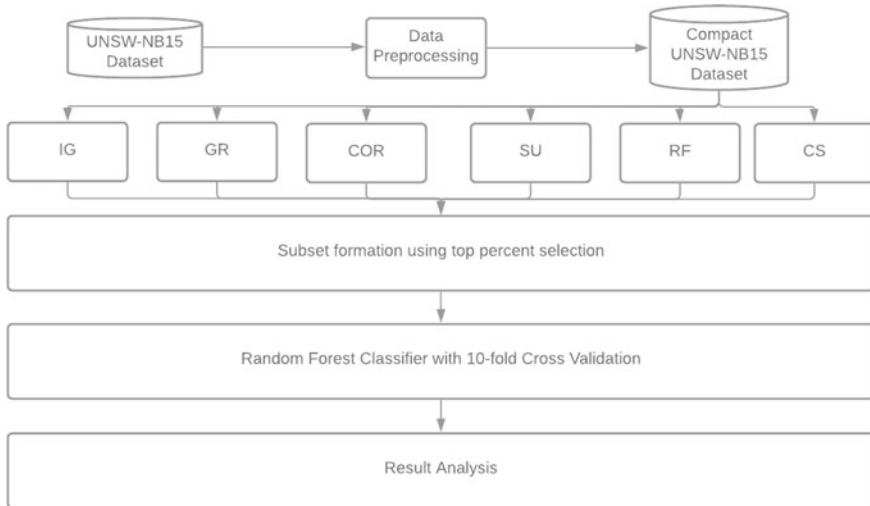 UNSW-NB15
Dataset
Data
Preprocessing
Compact
UNSW-NB15
Dataset
IG
GR
COR
SU
RF
CS
Subset formation using top percent selection
Random Forest Classifier with 10-fold Cross Validation
Result Analysis